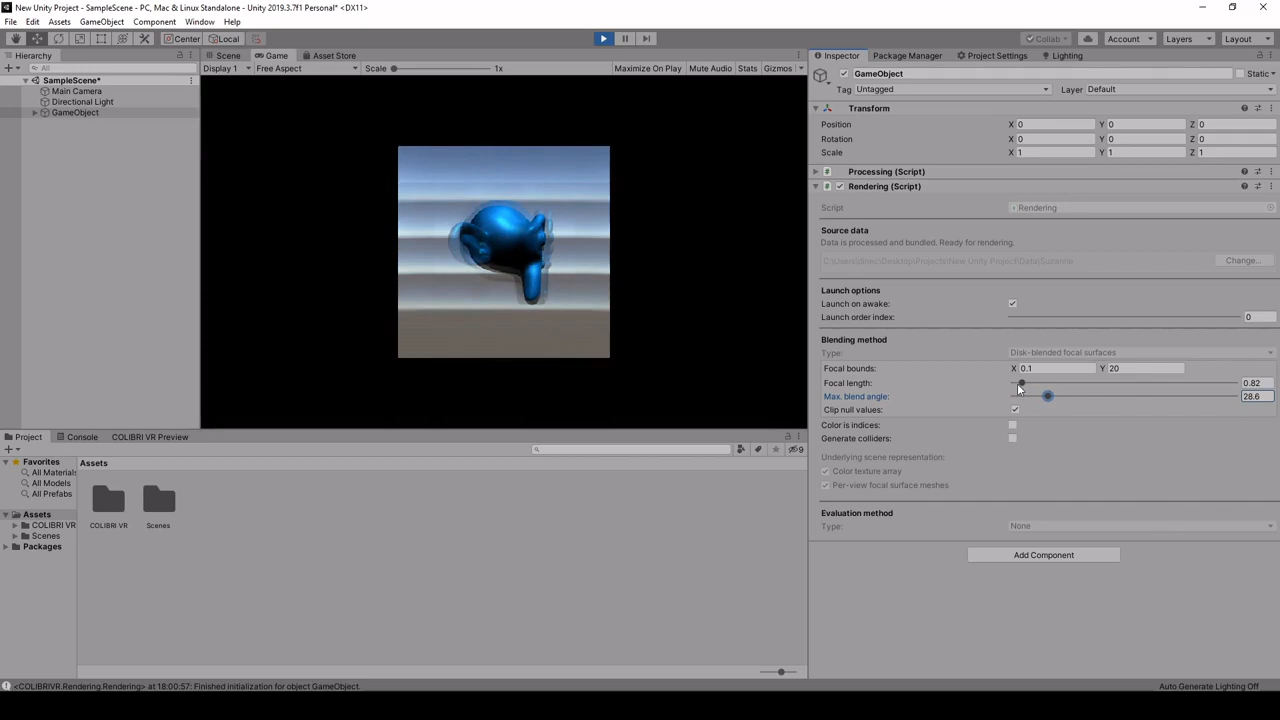 New Unity Project - SampleScene - PC, Mac & Linux Standalone - Unity 2019.3.7f1 Personal* <DX11>
File Edit Assets GameObject Component Window Help
Center Local Collab Account Layers Layout
Hierarchy
All
SampleScene*
Main Camera
Directional Light
GameObject
Scene Game Asset Store
Display 1 Free Aspect Scale 1x Maximize On Play Mute Audio Stats Gizmos
Inspector Package Manager Project Settings Lighting
GameObject Static
Tag Untagged Layer Default
Transform
Position X 0 Y 0 Z 0
Rotation X 0 Y 0 Z 0
Scale X 1 Y 1 Z 1
Processing (Script)
Rendering (Script)
Script Rendering
Source data
Data is processed and bundled. Ready for rendering.
Change...
Launch options
Launch on awake:
Launch order index: 0
Blending method
Type: Disk-blended focal surfaces
Focal bounds: X 0.1 Y 20
Focal length: 0.82
Max. blend angle: 28.6
Clip null values:
Color is indices:
Generate colliders:
Underlying scene representation:
Color texture array
Per-view focal surface meshes
Evaluation method
Type: None
Add Component
Project Console COLIBRI VR Preview
9
Favorites
All Materials
All Models
All Prefabs
Assets
COLIBRI VR
Scenes
Packages
Assets
COLIBRI VR Scenes
<COLIBRIVR.Rendering.Rendering> at 18:00:57: Finished initialization for object GameObject.
Auto Generate Lighting Off